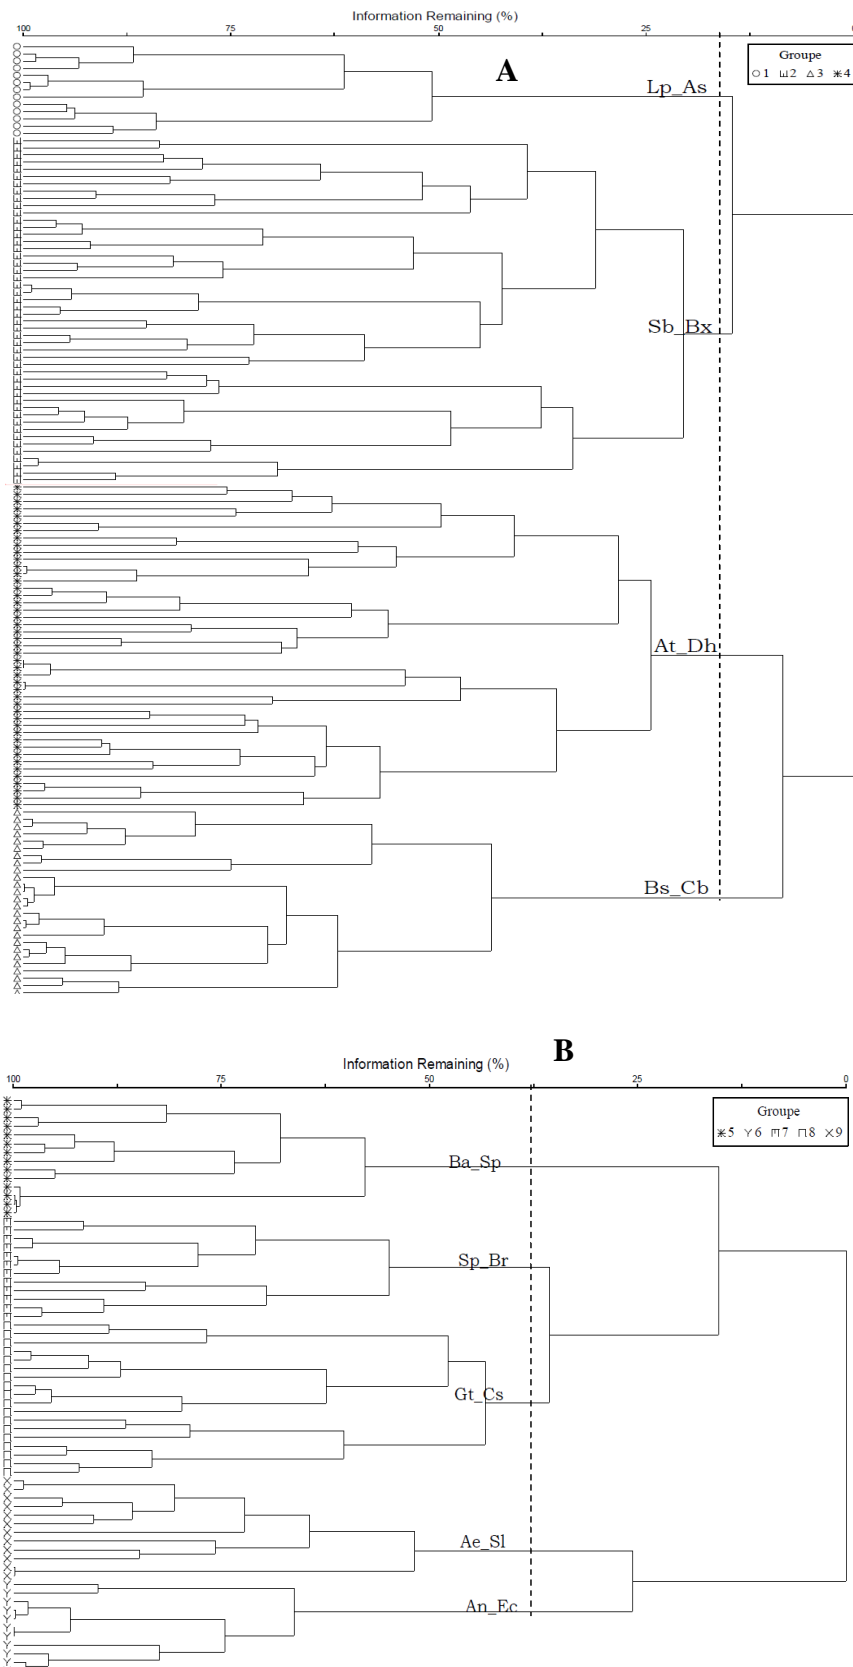 Information Remaining (%)
100 75 50 25 0
A
Groupe
1 2 3 4
Lp_As
Sb_Bx
At_Dh
Bs_Cb
B
Information Remaining (%)
100 75 50 25 0
Groupe
5 6 7 8 9
Ba_Sp
Sp_Br
Gt_Cs
Ae_Sl
An_Ec